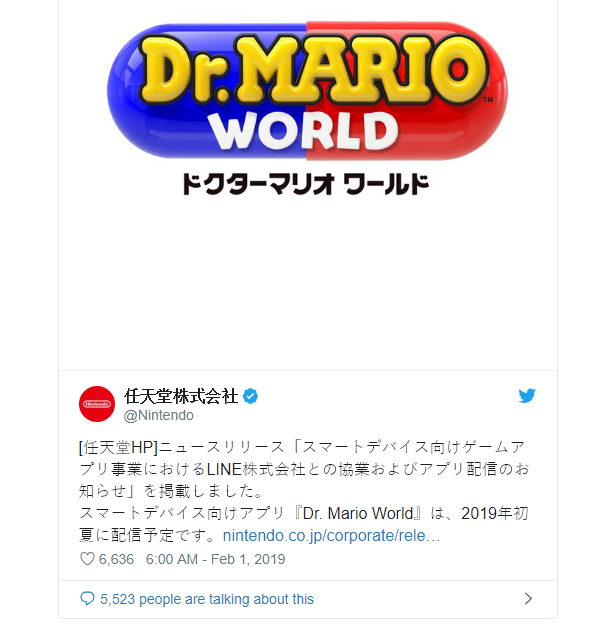 Dr. MARIO™
WORLD
ドクターマリオ ワールド
任天堂株式会社
Nintendo
@Nintendo
[任天堂HP]ニュースリリース「スマートデバイス向けゲームア
プリ事業におけるLINE株式会社との協業およびアプリ配信のお
知らせ」を掲載しました。
スマートデバイス向けアプリ『Dr. Mario World』は、2019年初
夏に配信予定です。nintendo.co.jp/corporate/rele…
6,636 6:00 AM - Feb 1, 2019
5,523 people are talking about this